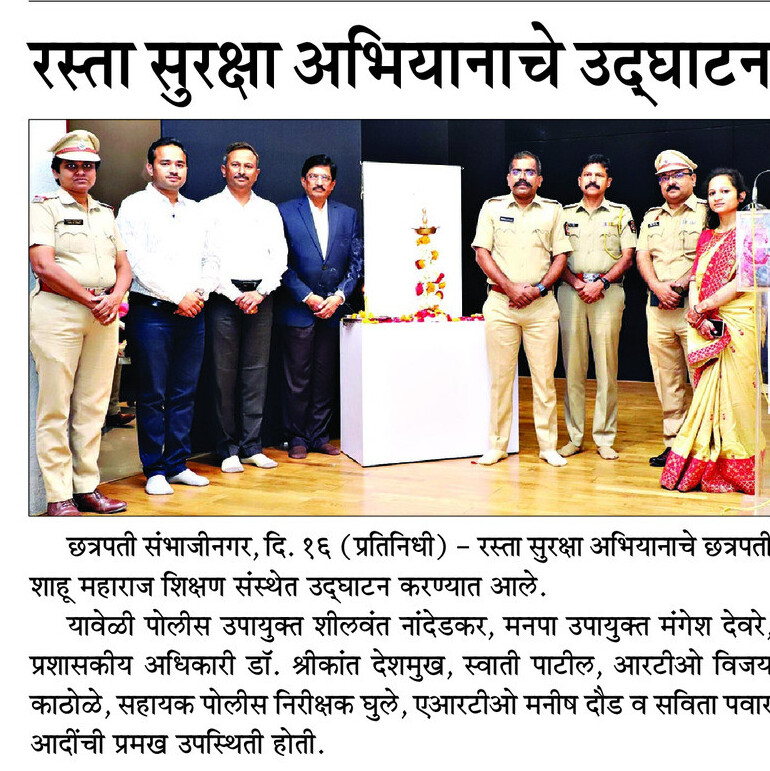 रस्ता सुरक्षा अभियानाचे उद्‌घाटन
छत्रपती संभाजीनगर, दि. १६ (प्रतिनिधी) – रस्ता सुरक्षा अभियानाचे छत्रपती
शाहू महाराज शिक्षण संस्थेत उद्‌घाटन करण्यात आले.
यावेळी पोलीस उपायुक्त शीलवंत नांदेडकर, मनपा उपायुक्त मंगेश देवरे,
प्रशासकीय अधिकारी डॉ. श्रीकांत देशमुख, स्वाती पाटील, आरटीओ विजय
काठोळे, सहायक पोलीस निरीक्षक घुले, एआरटीओ मनीष दौड व सविता पवार
आदींची प्रमख उपस्थिती होती.